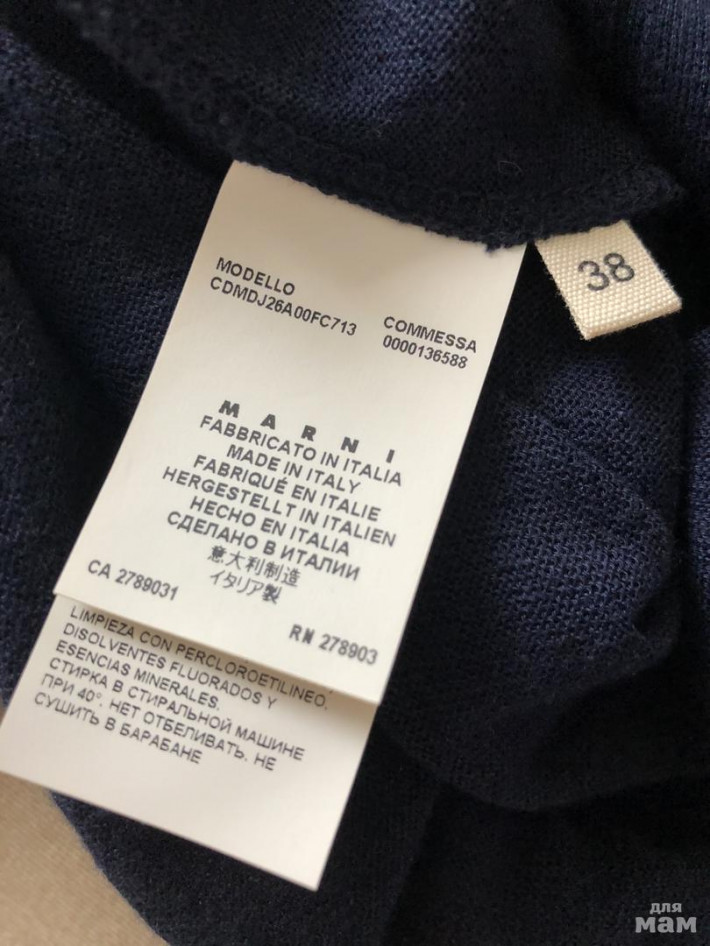 MODELLO
CDMDJ26A00FC713
COMMESSA
0000136588
38
MARNI
FABBRICATO IN ITALIA
MADE IN ITALY
FABRIQUÉ EN ITALIE
HERGESTELLT IN ITALIEN
HECHO EN ITALIA
СДЕЛАНО В ИТАЛИИ
意大利制造
イタリア製
CA 2789031
RN 278903
LIMPIEZA CON PERCLOROETILINEO,
DISOLVENTES FLUORADOS Y
ESENCIAS MINERALES.
СТИРКА В СТИРАЛЬНОЙ МАШИНЕ
ПРИ 40°. НЕТ ОТБЕЛИВАТЬ. НЕ
СУШИТЬ В БАРАБАНЕ
для
мам